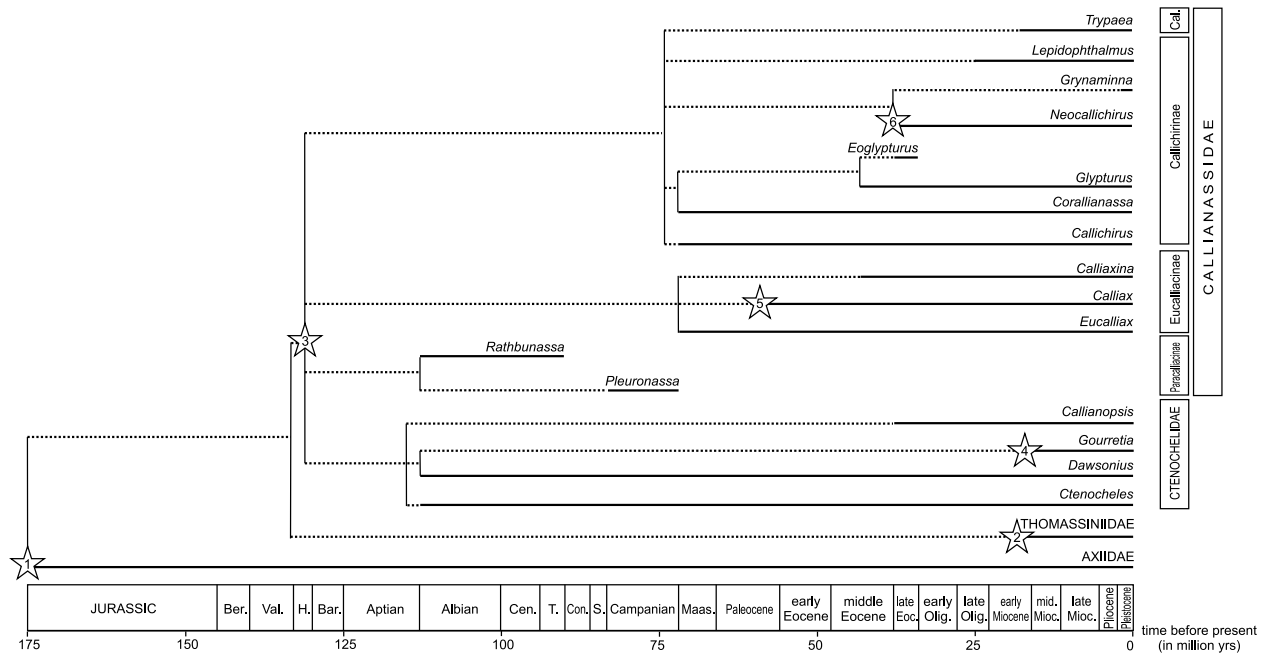 Trypaea
Lepidophthalmus
Grynaminna
6
Neocallichirus
Eoglypturus
Glypturus
Corallianassa
Callichirus
Calliaxina
5
Calliax
Eucalliax
3
Rathbunassa
Pleuronassa
Callianopsis
4
Gourretia
Dawsonius
Ctenocheles
THOMASSINIIDAE
2
1
AXIIDAE
Cal.
Callichirinae
Eucalliacinae
Paracalliacinae
CALLIANASSIDAE
CTENOCHELIDAE
JURASSIC
Ber.
Val.
H.
Bar.
Aptian
Albian
Cen.
T.
Con.
S.
Campanian
Maas.
Paleocene
early
Eocene
middle
Eocene
late
Eoc.
early
Olig.
late
Olig.
early
Miocene
mid.
Mioc.
late
Mioc.
Pliocene
Pleistocene
175 150 125 100 75 50 25 0
time before present
(in million yrs)